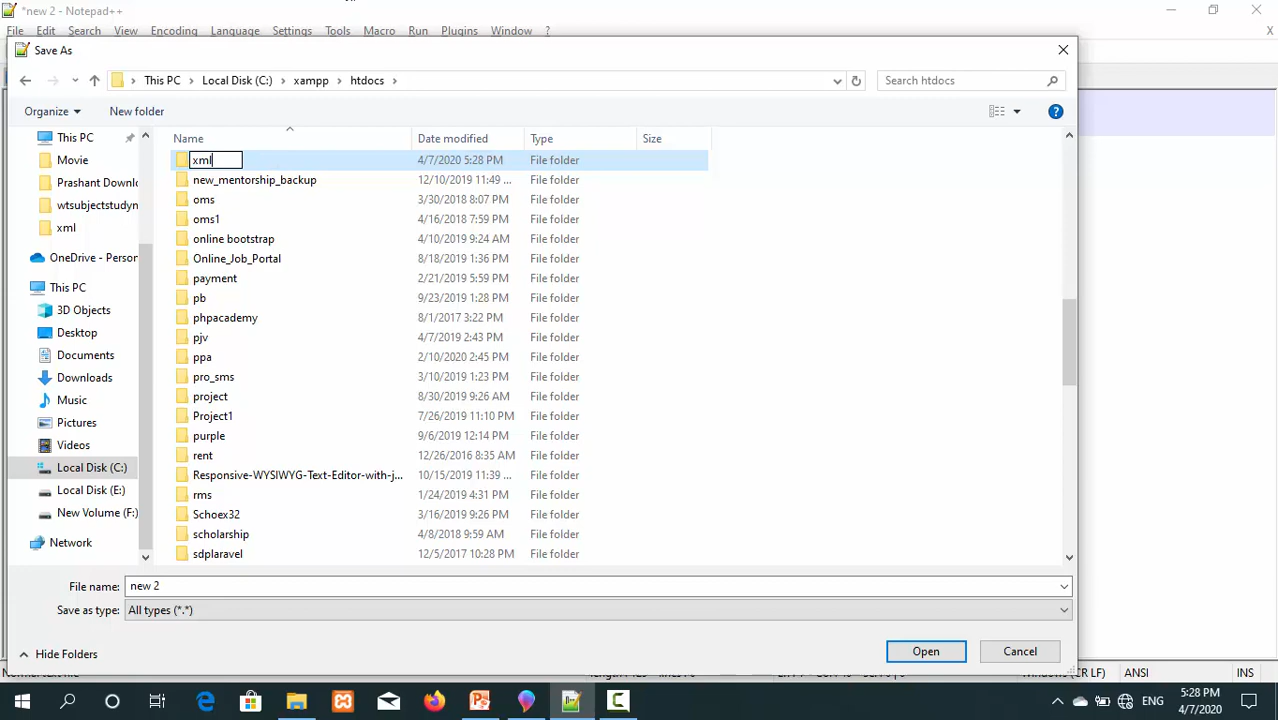 *new 2 - Notepad++
File Edit Search View Encoding Language Settings Tools Macro Run Plugins Window ? X
Save As
This PC Local Disk (C:) xampp htdocs Search htdocs
Organize New folder
Name Date modified Type Size
This PC
Movie
Prashant Downl
wtsubjectstudyn
xml
OneDrive - Person
This PC
3D Objects
Desktop
Documents
Downloads
Music
Pictures
Videos
Local Disk (C:)
Local Disk (E:)
New Volume (F:)
Network
xml 4/7/2020 5:28 PM File folder
new_mentorship_backup 12/10/2019 11:49 ... File folder
oms 3/30/2018 8:07 PM File folder
oms1 4/16/2018 7:59 PM File folder
online bootstrap 4/10/2019 9:24 AM File folder
Online_Job_Portal 8/18/2019 1:36 PM File folder
payment 2/21/2019 5:59 PM File folder
pb 9/23/2019 1:28 PM File folder
phpacademy 8/1/2017 3:22 PM File folder
pjv 4/7/2019 2:43 PM File folder
ppa 2/10/2020 2:45 PM File folder
pro_sms 3/10/2019 1:23 PM File folder
project 8/30/2019 9:26 AM File folder
Project1 7/26/2019 11:10 PM File folder
purple 9/6/2019 12:14 PM File folder
rent 12/26/2016 8:35 AM File folder
Responsive-WYSIWYG-Text-Editor-with-j... 10/15/2019 11:39 ... File folder
rms 1/24/2019 4:31 PM File folder
Schoex32 3/16/2019 9:26 PM File folder
scholarship 4/8/2018 9:59 AM File folder
sdplaravel 12/5/2017 10:28 PM File folder
File name: new 2
Save as type: All types (*.*)
Hide Folders Open Cancel
ANSI INS
ENG 5:28 PM
4/7/2020